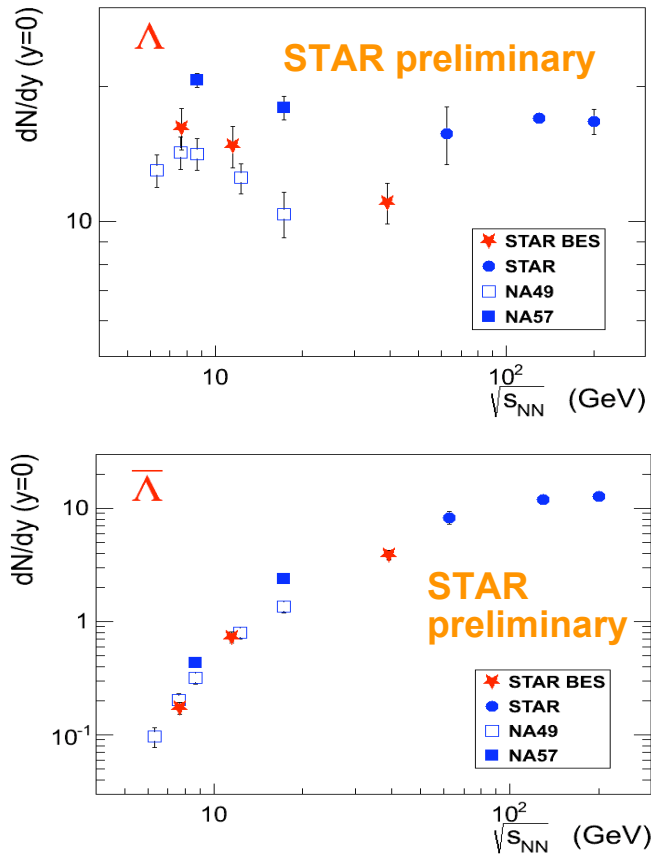 Λ
STAR preliminary
dN/dy (y=0)
10
STAR BES
STAR
NA49
NA57
10
10²
√sNN (GeV)
Λ̅
dN/dy (y=0)
10
1
10⁻¹
STAR
preliminary
STAR BES
STAR
NA49
NA57
10
10²
√sNN (GeV)